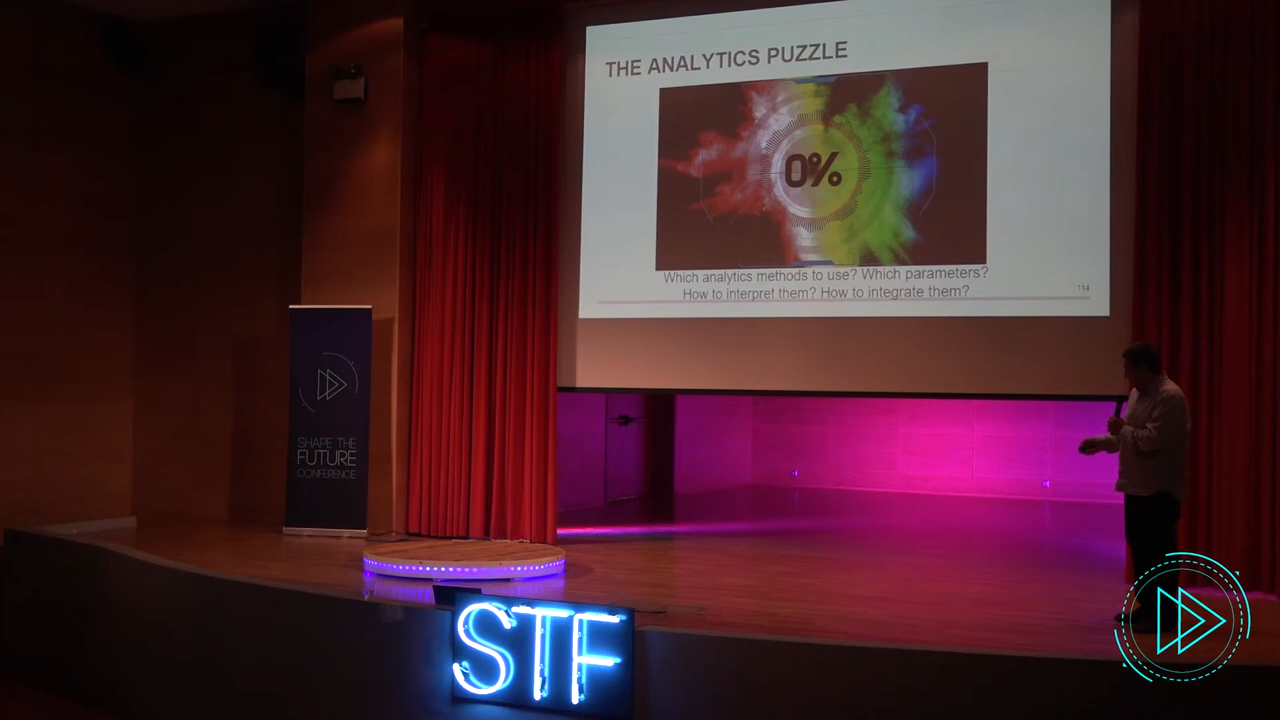 THE ANALYTICS PUZZLE
0%
Which analytics methods to use? Which parameters?
How to interpret them? How to integrate them?
114
SHAPE THE
FUTURE
CONFERENCE
STF